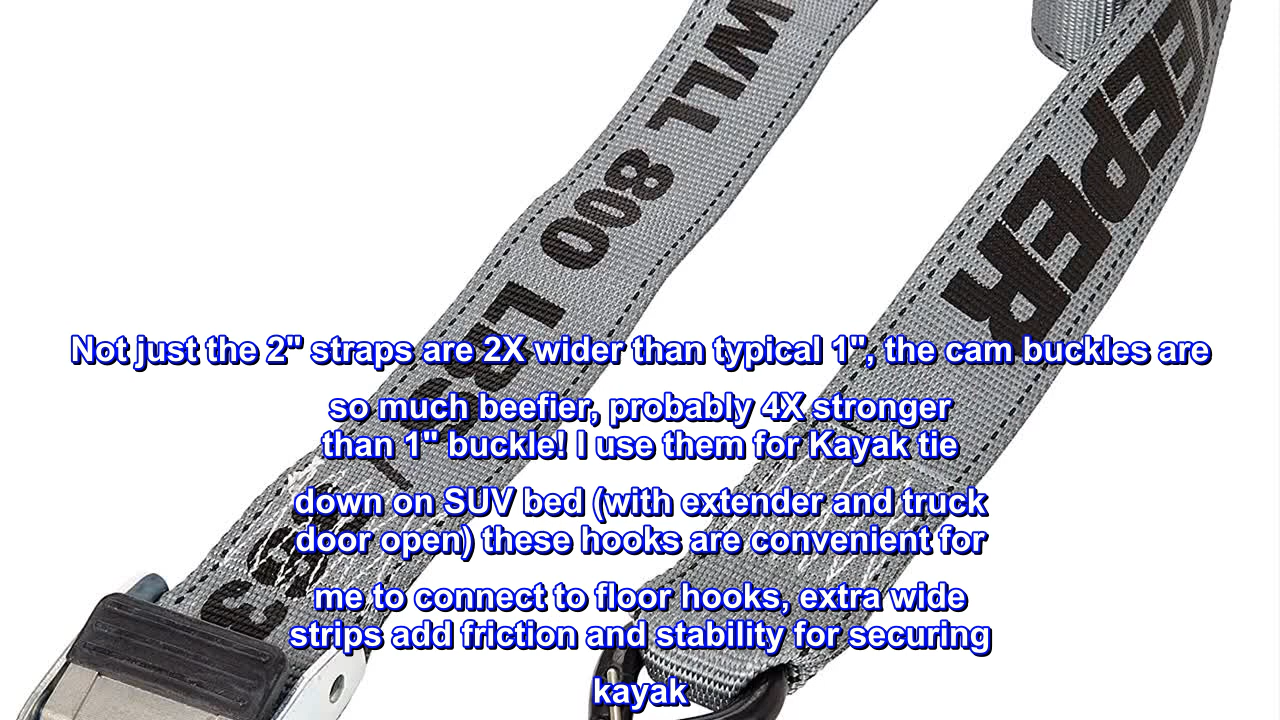 WLL 800
LBS /
363
KEEPER
Not just the 2" straps are 2X wider than typical 1", the cam buckles are
so much beefier, probably 4X stronger
than 1" buckle! I use them for Kayak tie
down on SUV bed (with extender and truck
door open) these hooks are convenient for
me to connect to floor hooks, extra wide
strips add friction and stability for securing
kayak